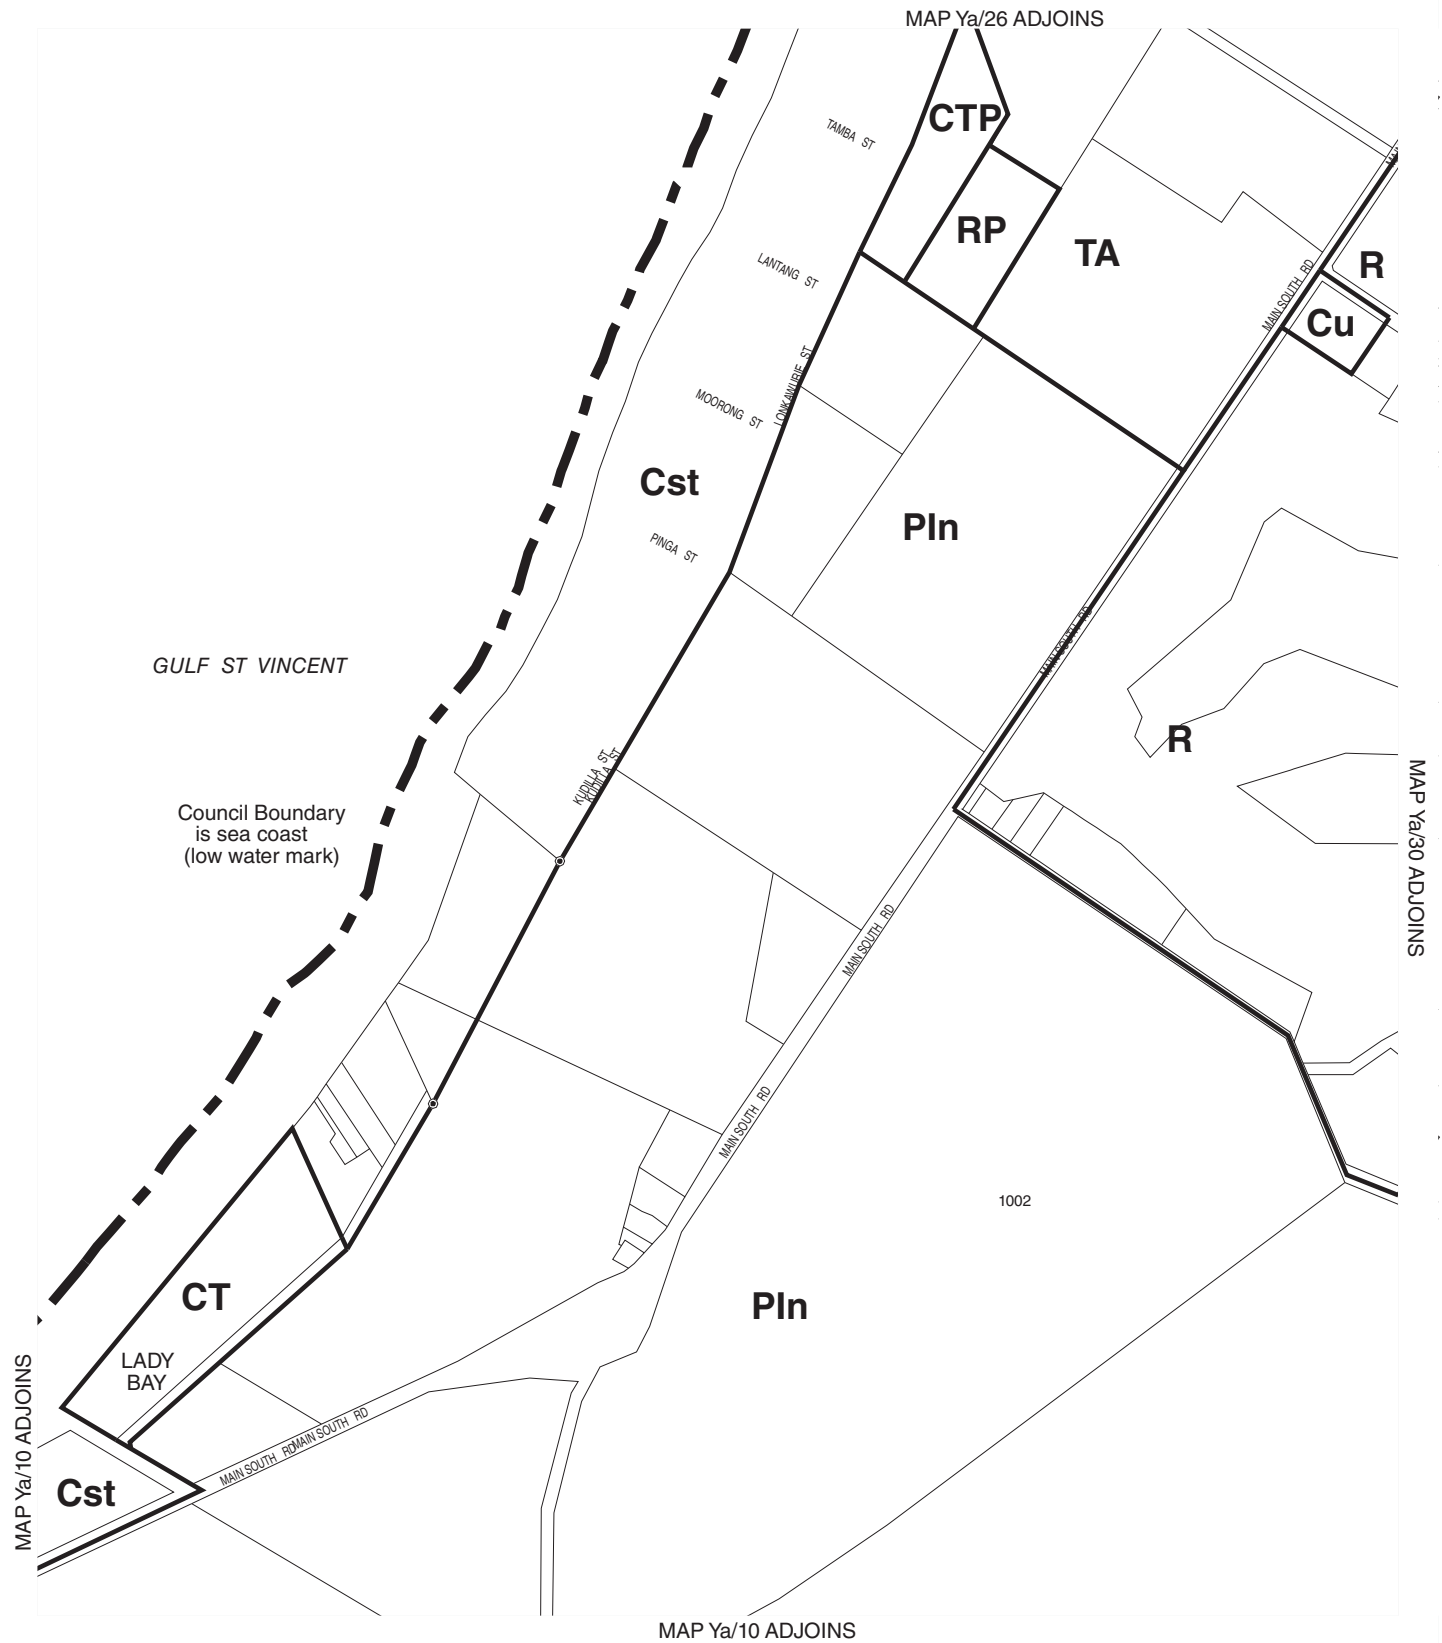 MAP Ya/26 ADJOINS
CTP
TAMBA ST
RP
TA
R
LANTANG ST
MAIN SOUTH RD
Cu
LONKAWURIE ST
MOORONG ST
Cst
Pln
PINGA ST
MAIN SOUTH RD
GULF ST VINCENT
R
KUDILLA ST
KUDILLA ST
Council Boundary
is sea coast
(low water mark)
MAP Ya/30 ADJOINS
MAIN SOUTH RD
MAIN SOUTH RD
1002
CT
Pln
LADY
BAY
MAIN SOUTH RD
MAIN SOUTH RD
MAP Ya/10 ADJOINS
Cst
MAP Ya/10 ADJOINS